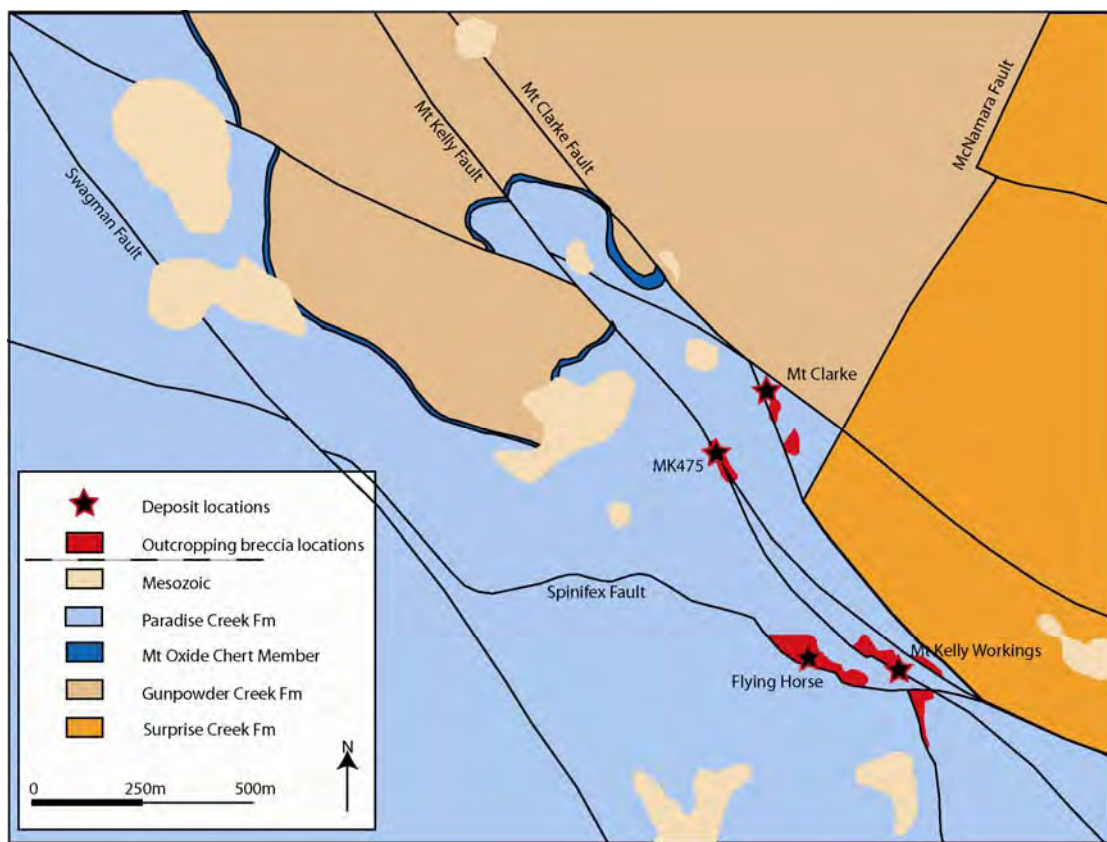 Mt Clarke Fault
Mt Kelly Fault
McNamara Fault
Swagman Fault
Mt Clarke
MK475
Spinifex Fault
Mt Kelly Workings
Flying Horse
Deposit locations
Outcropping breccia locations
Mesozoic
Paradise Creek Fm
Mt Oxide Chert Member
Gunpowder Creek Fm
Surprise Creek Fm
N
0 250m 500m